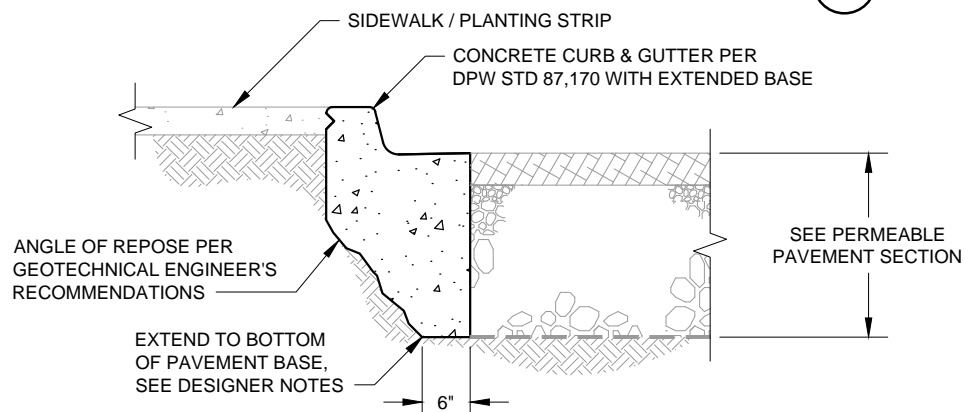 SIDEWALK / PLANTING STRIP
CONCRETE CURB & GUTTER PER
DPW STD 87,170 WITH EXTENDED BASE
ANGLE OF REPOSE PER
GEOTECHNICAL ENGINEER'S
RECOMMENDATIONS
SEE PERMEABLE
PAVEMENT SECTION
EXTEND TO BOTTOM
OF PAVEMENT BASE,
SEE DESIGNER NOTES
6"